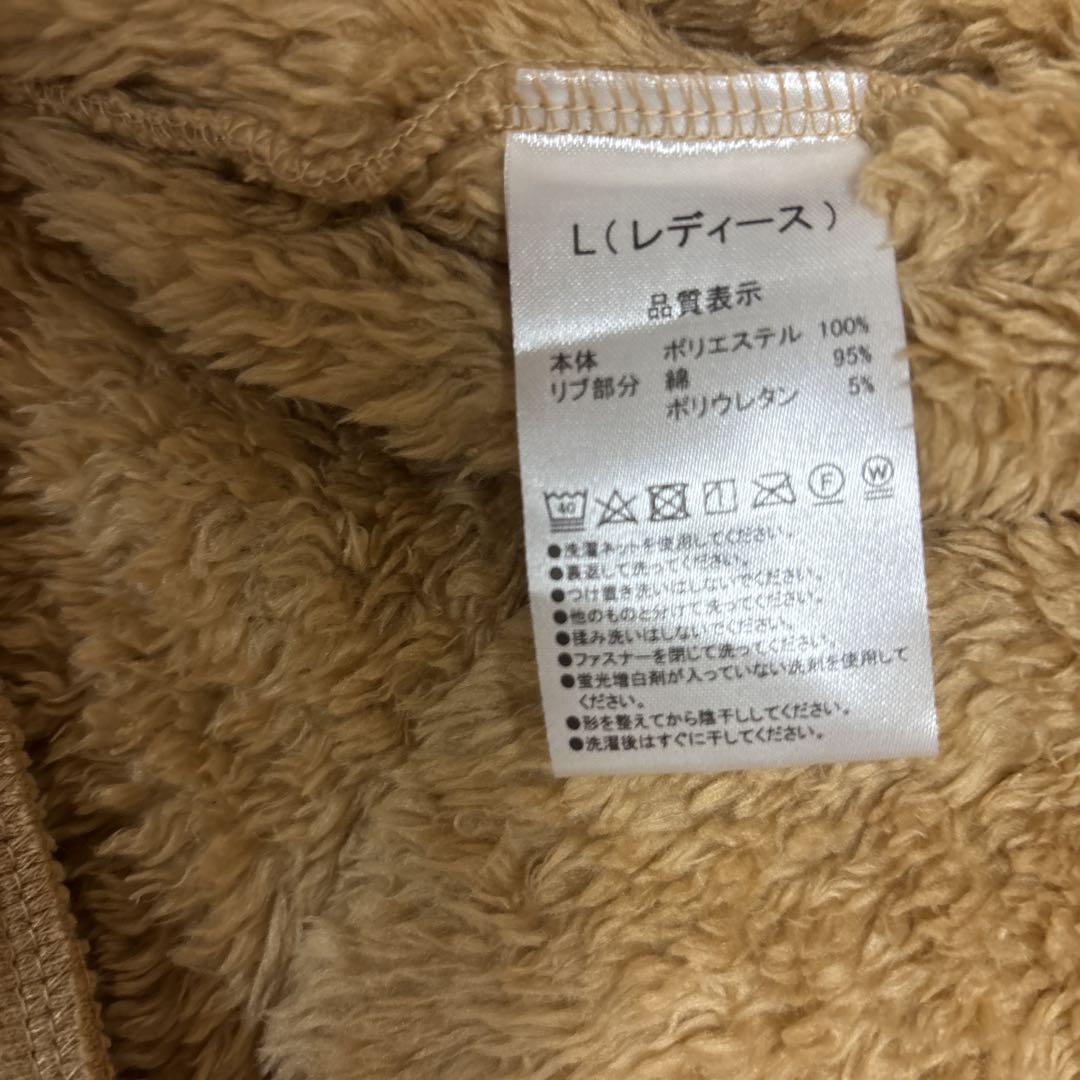 L(レディース)
品質表示
本体 ポリエステル 100%
リブ部分 綿 95%
ポリウレタン 5%
40 F W
●洗濯ネットを使用してください。
●裏返して洗ってください。
●つけ置き洗いはしないでください。
●他のものと分けて洗ってください。
●揉み洗いはしないでください。
●ファスナーを閉じて洗ってください。
●蛍光増白剤が入っていない洗剤を使用して
ください。
●形を整えてから陰干ししてください。
●洗濯後はすぐに干してください。